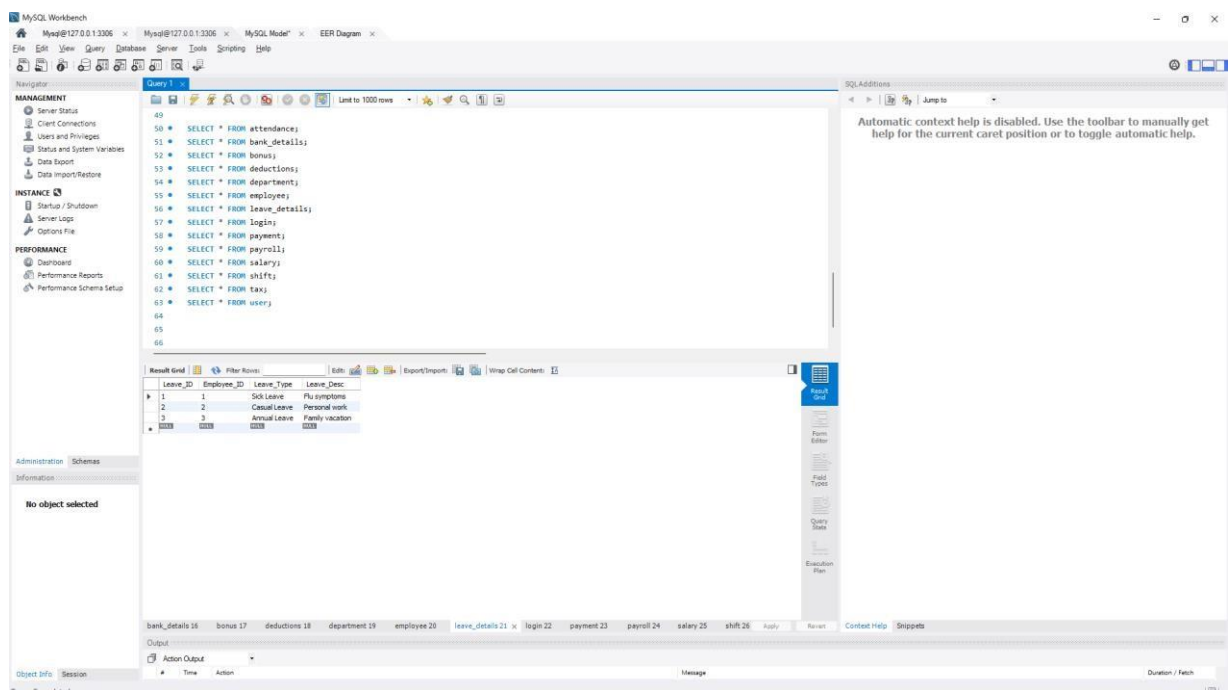 MySQL Workbench
Mysql@127.0.0.1:3306 × Mysql@127.0.0.1:3306 × MySQL Model* × EER Diagram ×
File Edit View Query Database Server Tools Scripting Help
Navigator
MANAGEMENT
Server Status
Client Connections
Users and Privileges
Status and System Variables
Data Export
Data Import/Restore
INSTANCE
Startup / Shutdown
Server Logs
Options File
PERFORMANCE
Dashboard
Performance Reports
Performance Schema Setup
Administration Schemas
Information
No object selected
Object Info Session
Query 1 ×
Limit to 1000 rows
49
50 SELECT * FROM attendance;
51 SELECT * FROM bank_details;
52 SELECT * FROM bonus;
53 SELECT * FROM deductions;
54 SELECT * FROM department;
55 SELECT * FROM employee;
56 SELECT * FROM leave_details;
57 SELECT * FROM login;
58 SELECT * FROM payment;
59 SELECT * FROM payroll;
60 SELECT * FROM salary;
61 SELECT * FROM shift;
62 SELECT * FROM tax;
63 SELECT * FROM user;
64
65
66
Result Grid Filter Rows: Edit: Export/Import: Wrap Cell Content:
Leave_ID Employee_ID Leave_Type Leave_Desc
1 1 Sick Leave Flu symptoms
2 2 Casual Leave Personal work
3 3 Annual Leave Family vacation
NULL NULL NULL NULL
Result
Grid
Form
Editor
Field
Types
Query
Stats
Execution
Plan
bank_details 16 bonus 17 deductions 18 department 19 employee 20 leave_details 21 × login 22 payment 23 payroll 24 salary 25 shift 26 Apply Revert
Output
Action Output
# Time Action Message Duration / Fetch
SQLAdditions
Jump to
Automatic context help is disabled. Use the toolbar to manually get
help for the current caret position or to toggle automatic help.
Context Help Snippets